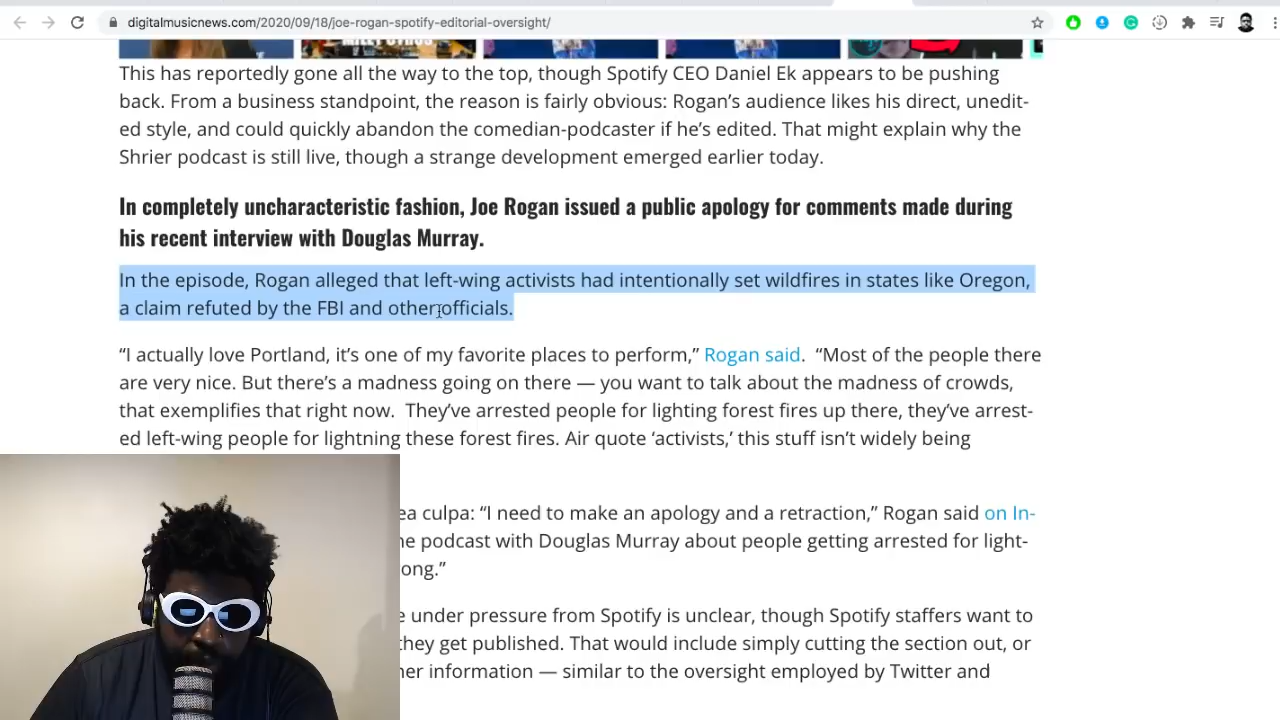 digitalmusicnews.com/2020/09/18/joe-rogan-spotify-editorial-oversight/
This has reportedly gone all the way to the top, though Spotify CEO Daniel Ek appears to be pushing
back. From a business standpoint, the reason is fairly obvious: Rogan’s audience likes his direct, unedit-
ed style, and could quickly abandon the comedian-podcaster if he’s edited. That might explain why the
Shrier podcast is still live, though a strange development emerged earlier today.
In completely uncharacteristic fashion, Joe Rogan issued a public apology for comments made during
his recent interview with Douglas Murray.
In the episode, Rogan alleged that left-wing activists had intentionally set wildfires in states like Oregon,
a claim refuted by the FBI and other officials.
“I actually love Portland, it’s one of my favorite places to perform,” Rogan said. “Most of the people there
are very nice. But there’s a madness going on there — you want to talk about the madness of crowds,
that exemplifies that right now. They’ve arrested people for lighting forest fires up there, they’ve arrest-
ed left-wing people for lightning these forest fires. Air quote ‘activists,’ this stuff isn’t widely being
ea culpa: “I need to make an apology and a retraction,” Rogan said on In-
e podcast with Douglas Murray about people getting arrested for light-
ong.”
e under pressure from Spotify is unclear, though Spotify staffers want to
they get published. That would include simply cutting the section out, or
er information — similar to the oversight employed by Twitter and